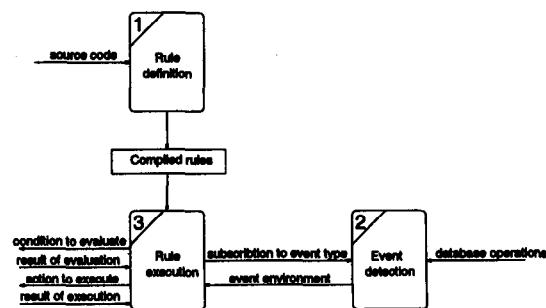 1
source code
Rule
definition
Compiled rules
3
condition to evaluate
result of evaluation
action to execute
result of execution
Rule
execution
subscribtion to event type
event environment
2
Event
detection
database operations